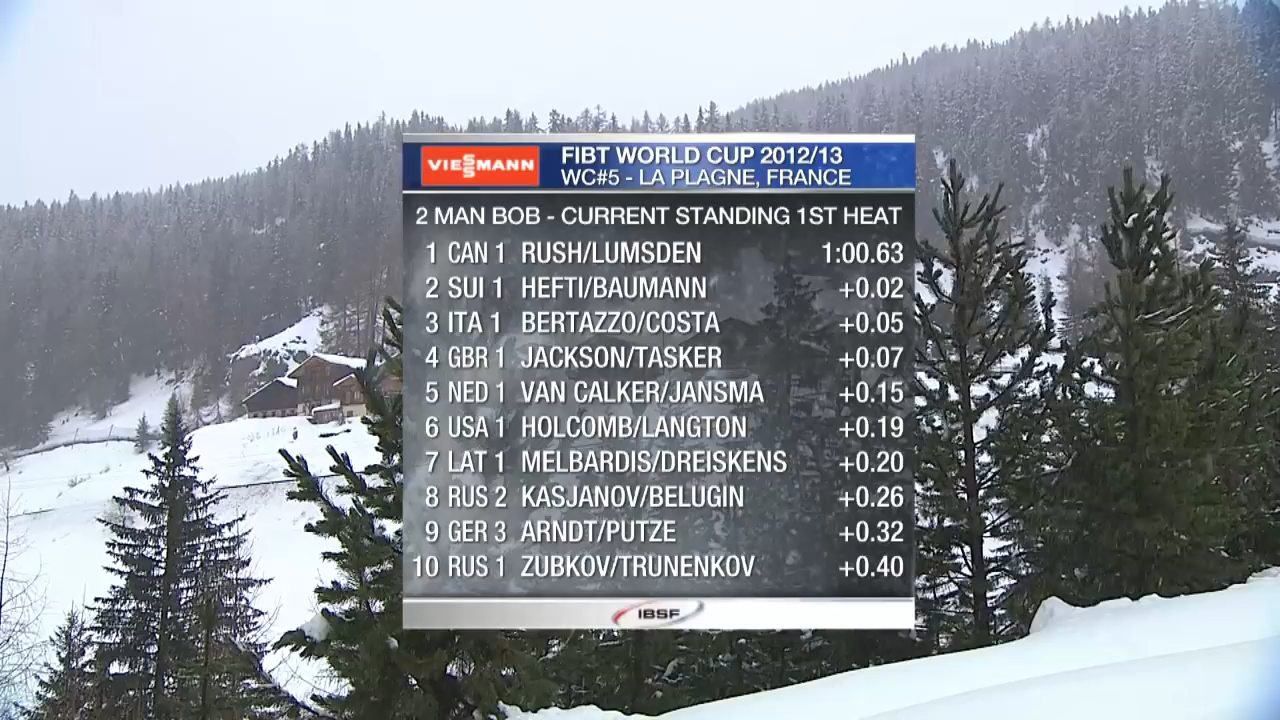 VIESSMANN
FIBT WORLD CUP 2012/13
WC#5 - LA PLAGNE, FRANCE
2 MAN BOB - CURRENT STANDING 1ST HEAT
1 CAN 1 RUSH/LUMSDEN 1:00.63
2 SUI 1 HEFTI/BAUMANN +0.02
3 ITA 1 BERTAZZO/COSTA +0.05
4 GBR 1 JACKSON/TASKER +0.07
5 NED 1 VAN CALKER/JANSMA +0.15
6 USA 1 HOLCOMB/LANGTON +0.19
7 LAT 1 MELBARDIS/DREISKENS +0.20
8 RUS 2 KASJANOV/BELUGIN +0.26
9 GER 3 ARNDT/PUTZE +0.32
10 RUS 1 ZUBKOV/TRUNENKOV +0.40
IBSF